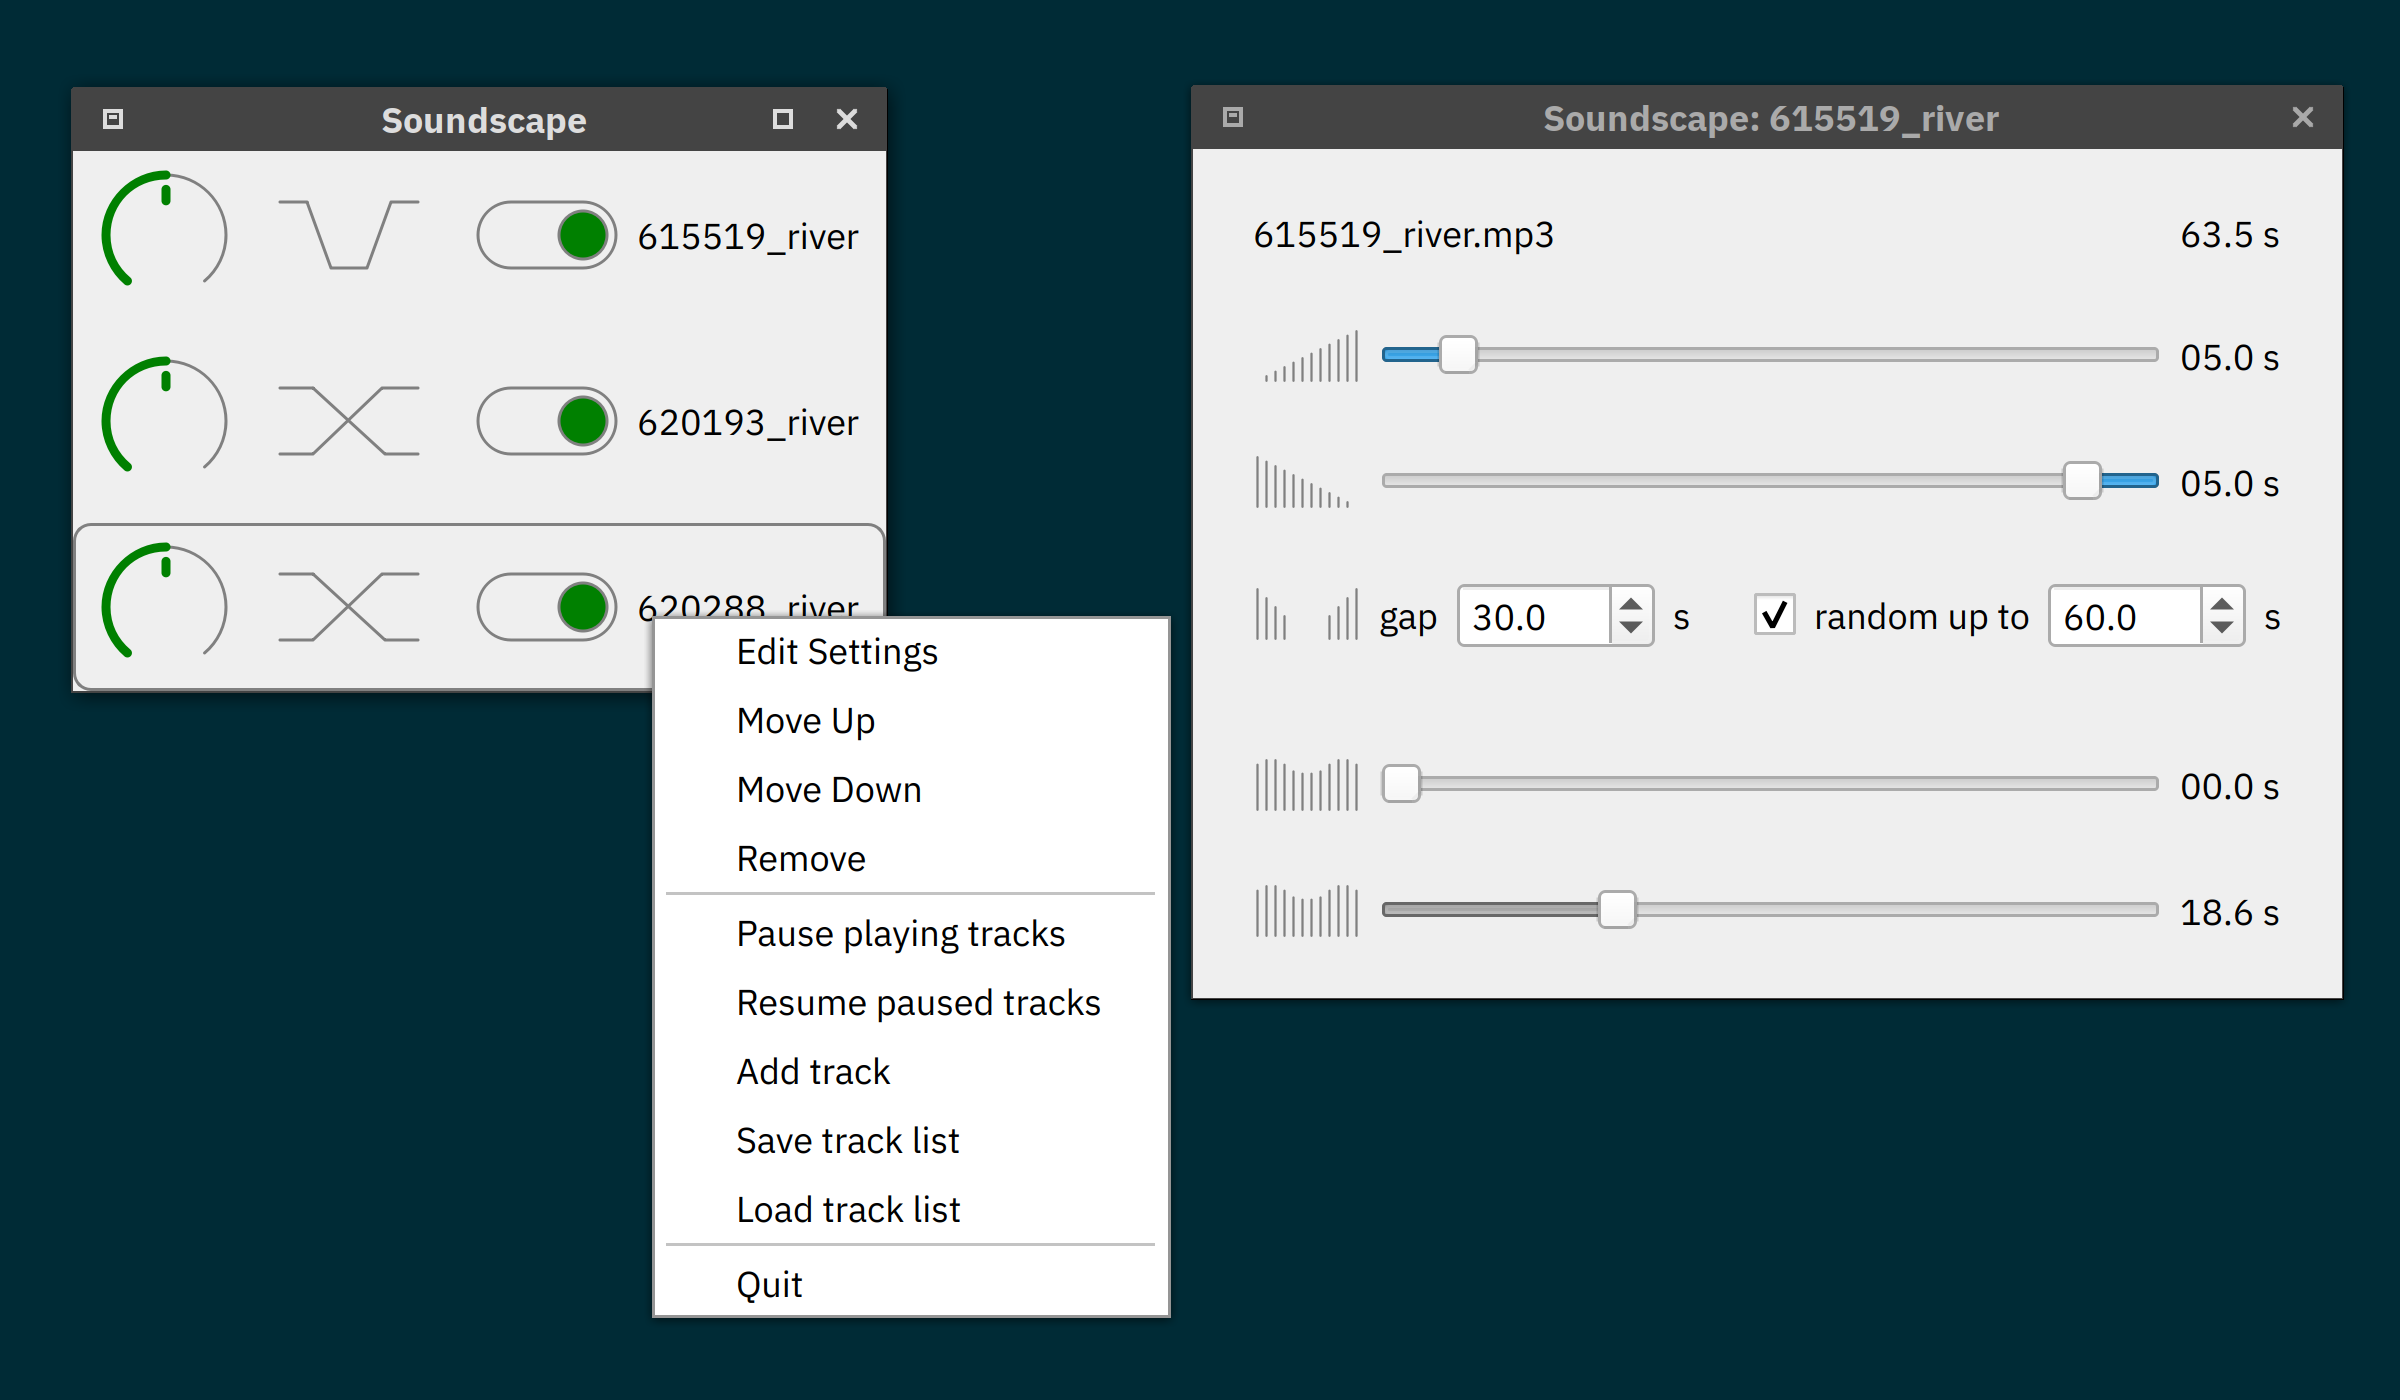 Soundscape
615519_river
620193_river
620288_river
Edit Settings
Move Up
Move Down
Remove
Pause playing tracks
Resume paused tracks
Add track
Save track list
Load track list
Quit
Soundscape: 615519_river
615519_river.mp3 63.5 s
05.0 s
05.0 s
gap 30.0 s random up to 60.0 s
00.0 s
18.6 s